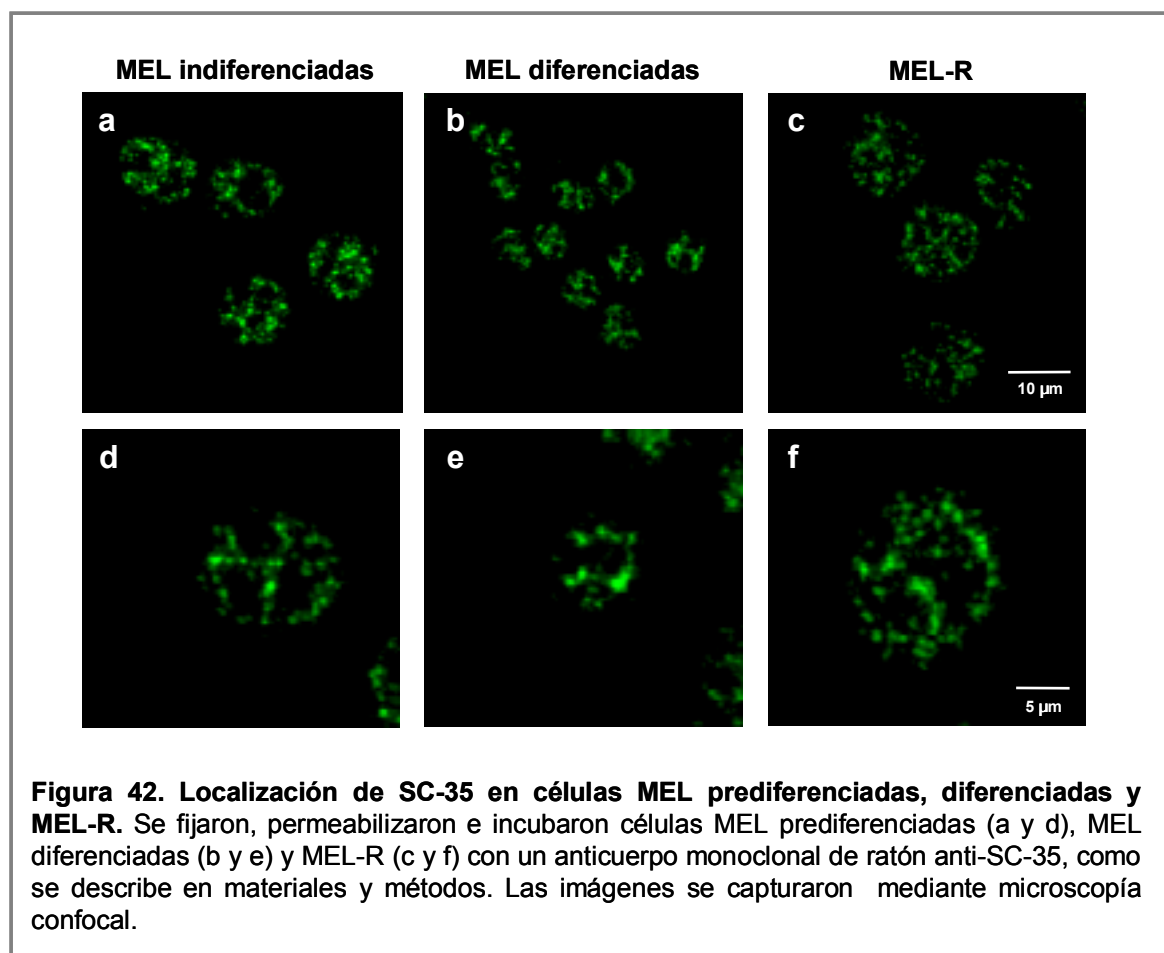 MEL indiferenciadas MEL diferenciadas MEL-R
a b c
10 µm
d e f
5 µm
Figura 42. Localización de SC-35 en células MEL prediferenciadas, diferenciadas y
MEL-R. Se fijaron, permeabilizaron e incubaron células MEL prediferenciadas (a y d), MEL
diferenciadas (b y e) y MEL-R (c y f) con un anticuerpo monoclonal de ratón anti-SC-35, como
se describe en materiales y métodos. Las imágenes se capturaron mediante microscopía
confocal.